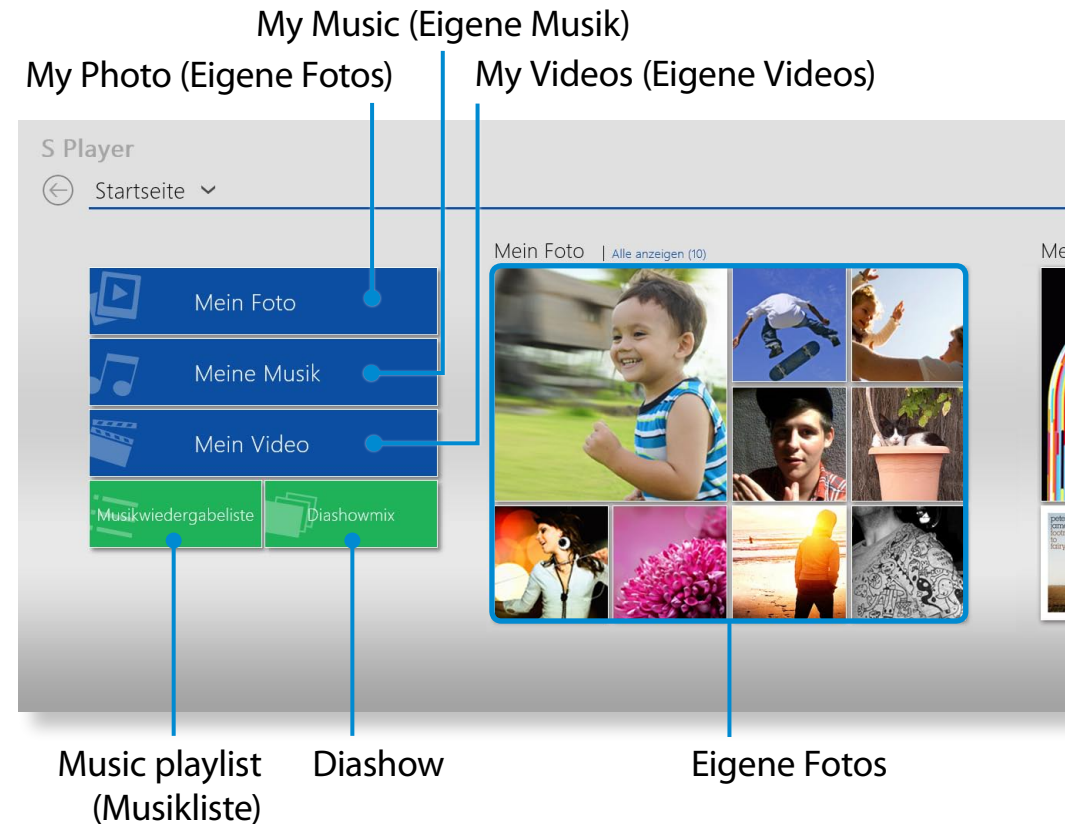 My Music (Eigene Musik)
My Photo (Eigene Fotos)
My Videos (Eigene Videos)
S Player
Startseite
Mein Foto | Alle anzeigen (10)
Me
Mein Foto
Meine Musik
Mein Video
Musikwiedergabeliste
Diashowmix
Music playlist
(Musikliste)
Diashow
Eigene Fotos